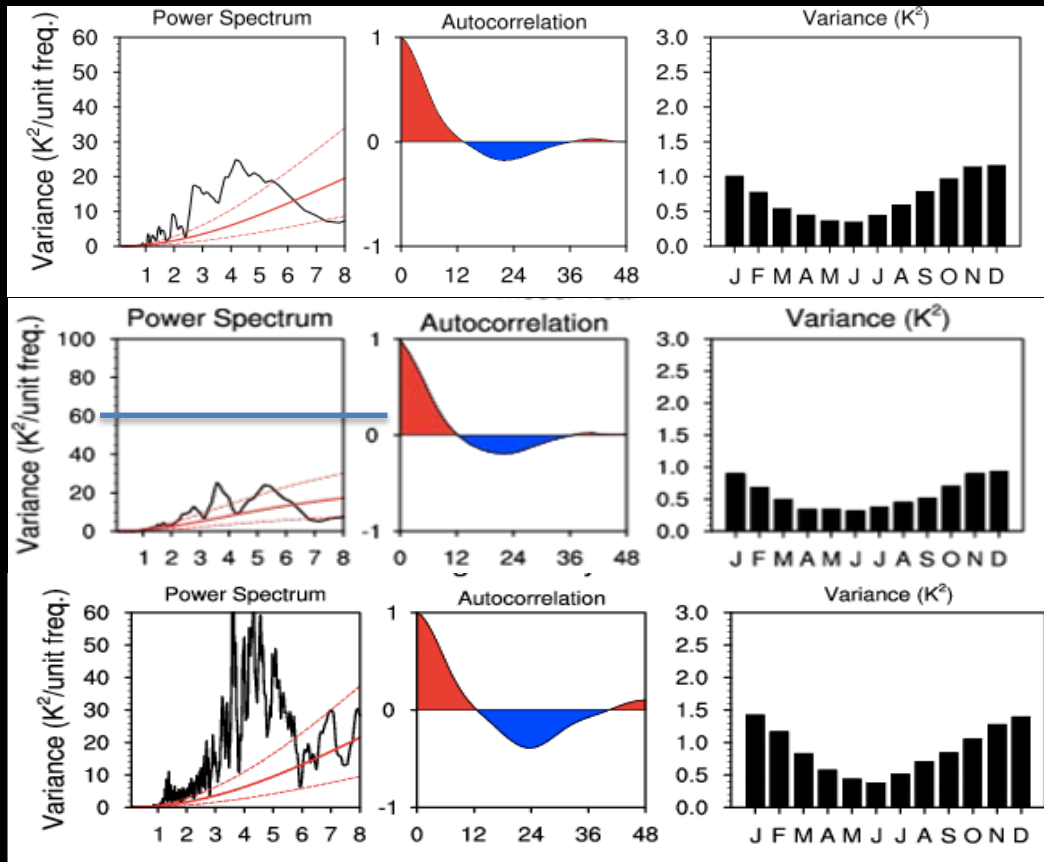 Power Spectrum
Variance (K²/unit freq.)
60
50
40
30
20
10
0
1 2 3 4 5 6 7 8
Autocorrelation
1
0
-1
0 12 24 36 48
Variance (K²)
3.0
2.5
2.0
1.5
1.0
0.5
0.0
J F M A M J J A S O N D
Power Spectrum
Variance (K²/unit freq.)
100
80
60
40
20
0
1 2 3 4 5 6 7 8
Autocorrelation
1
0
-1
0 12 24 36 48
Variance (K²)
3.0
2.5
2.0
1.5
1.0
0.5
0.0
J F M A M J J A S O N D
Power Spectrum
Variance (K²/unit freq.)
60
50
40
30
20
10
0
1 2 3 4 5 6 7 8
Autocorrelation
1
0
-1
0 12 24 36 48
Variance (K²)
3.0
2.5
2.0
1.5
1.0
0.5
0.0
J F M A M J J A S O N D